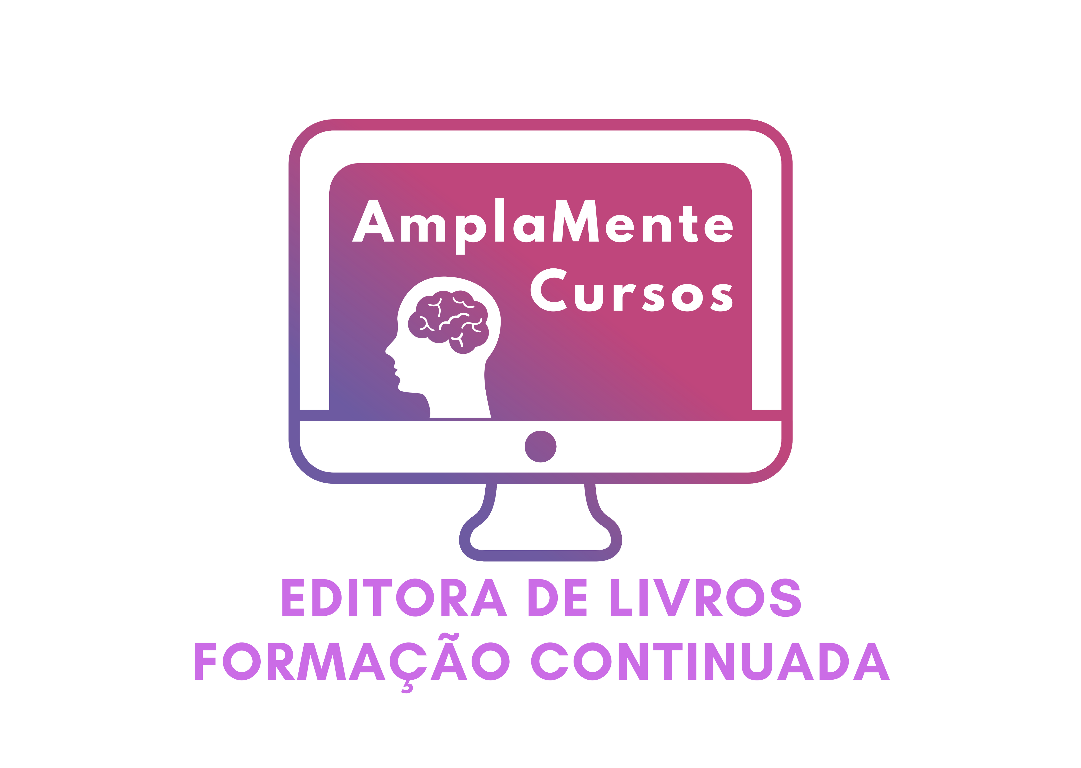 AmplaMente
Cursos
EDITORA DE LIVROS
FORMAÇÃO CONTINUADA